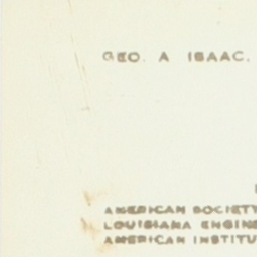 GEO. A ISAAC.
AMERICAN SOCIETY
LOUISIANA ENGINE
AMERICAN INSTITU